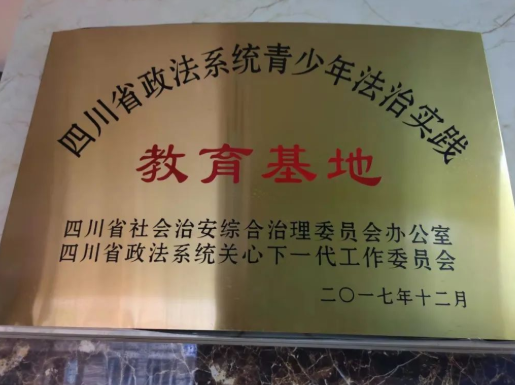 四川省政法系统青少年法治实践
教育基地
四川省社会治安综合治理委员会办公室
四川省政法系统关心下一代工作委员会
二〇一七年十二月